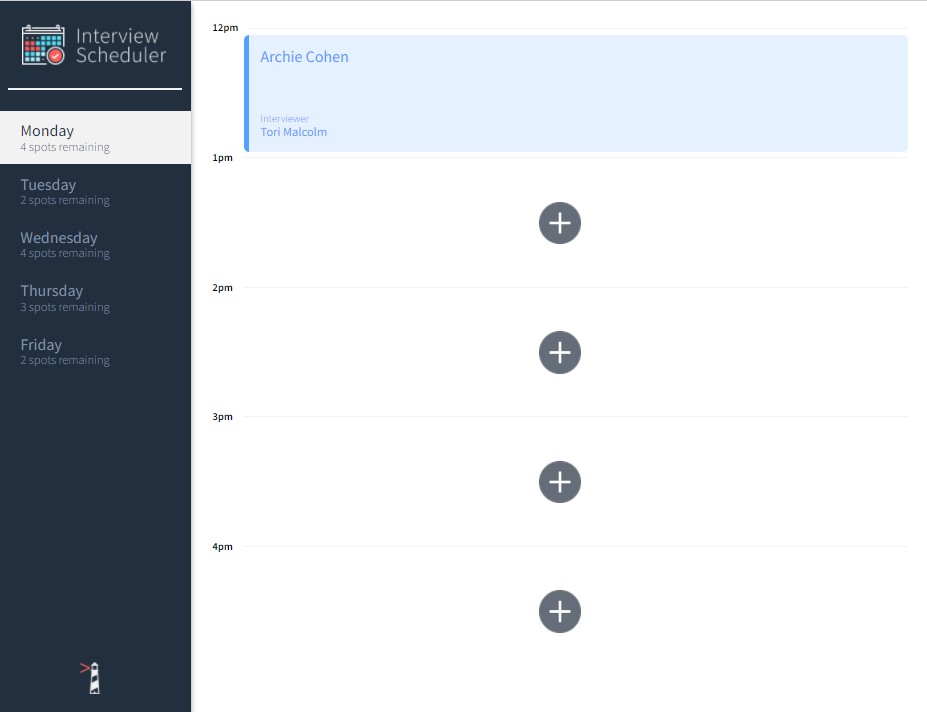 Interview
Scheduler
Monday
4 spots remaining
Tuesday
2 spots remaining
Wednesday
4 spots remaining
Thursday
3 spots remaining
Friday
2 spots remaining
12pm
Archie Cohen
Interviewer
Tori Malcolm
1pm
2pm
3pm
4pm